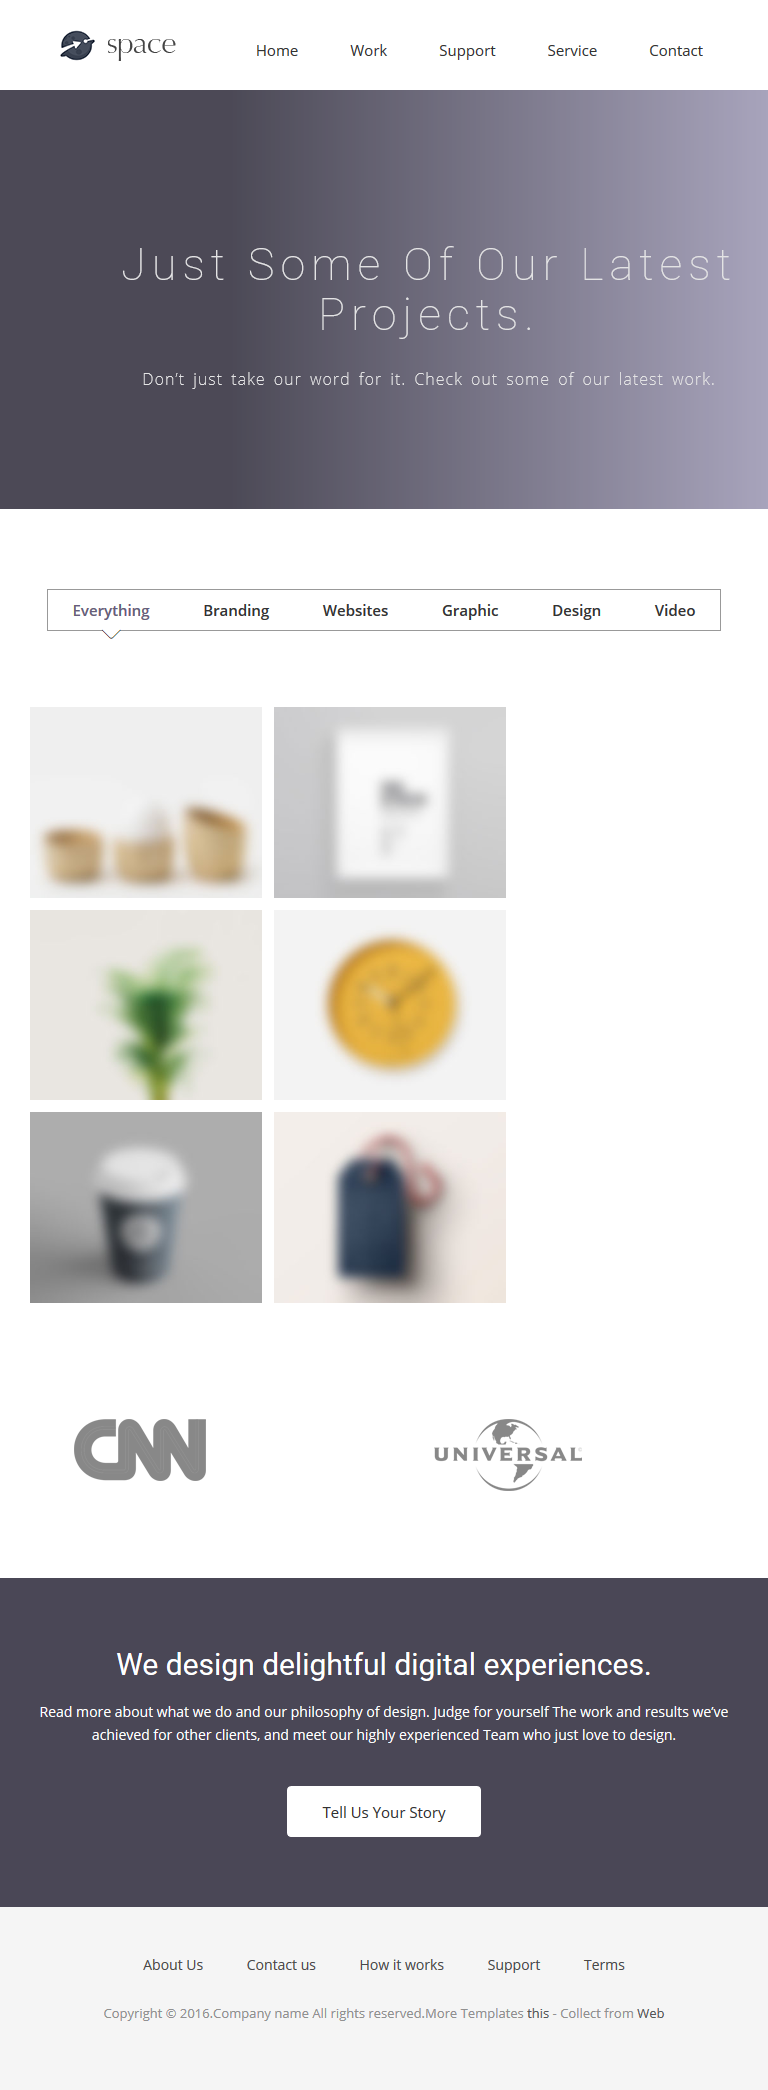 space
Home Work Support Service Contact
Just Some Of Our Latest
Projects.
Don’t just take our word for it. Check out some of our latest work.
Everything Branding Websites Graphic Design Video
CNN
UNIVERSAL
We design delightful digital experiences.
Read more about what we do and our philosophy of design. Judge for yourself The work and results we’ve
achieved for other clients, and meet our highly experienced Team who just love to design.
Tell Us Your Story
About Us Contact us How it works Support Terms
Copyright © 2016.Company name All rights reserved.More Templates this - Collect from Web